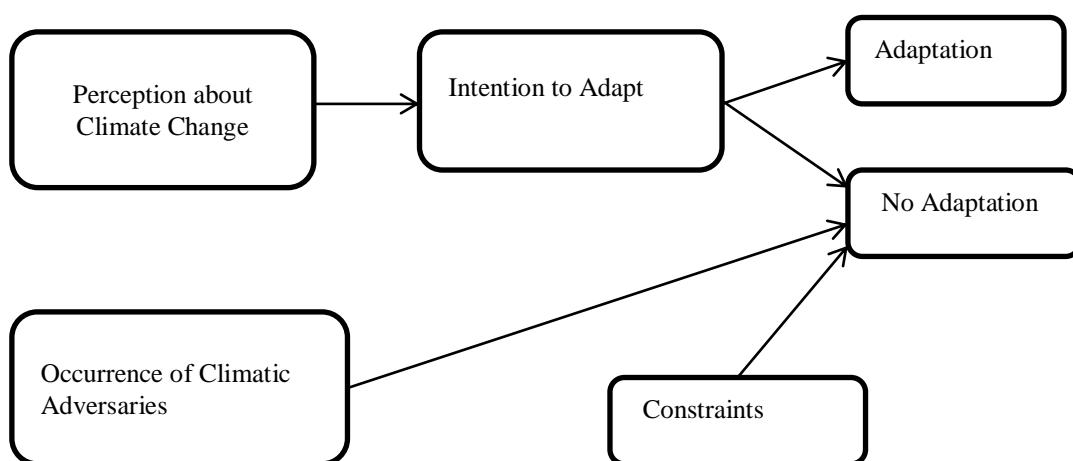 Perception about
Climate Change
Intention to Adapt
Adaptation
No Adaptation
Occurrence of Climatic
Adversaries
Constraints